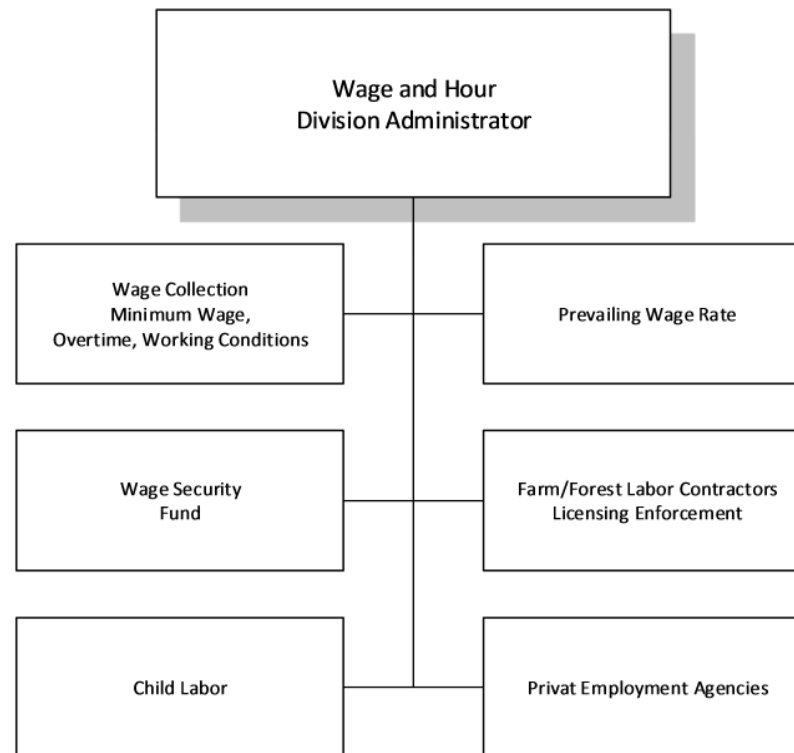 Wage and Hour
Division Administrator
Wage Collection
Minimum Wage,
Overtime, Working Conditions
Prevailing Wage Rate
Wage Security
Fund
Farm/Forest Labor Contractors
Licensing Enforcement
Child Labor
Privat Employment Agencies